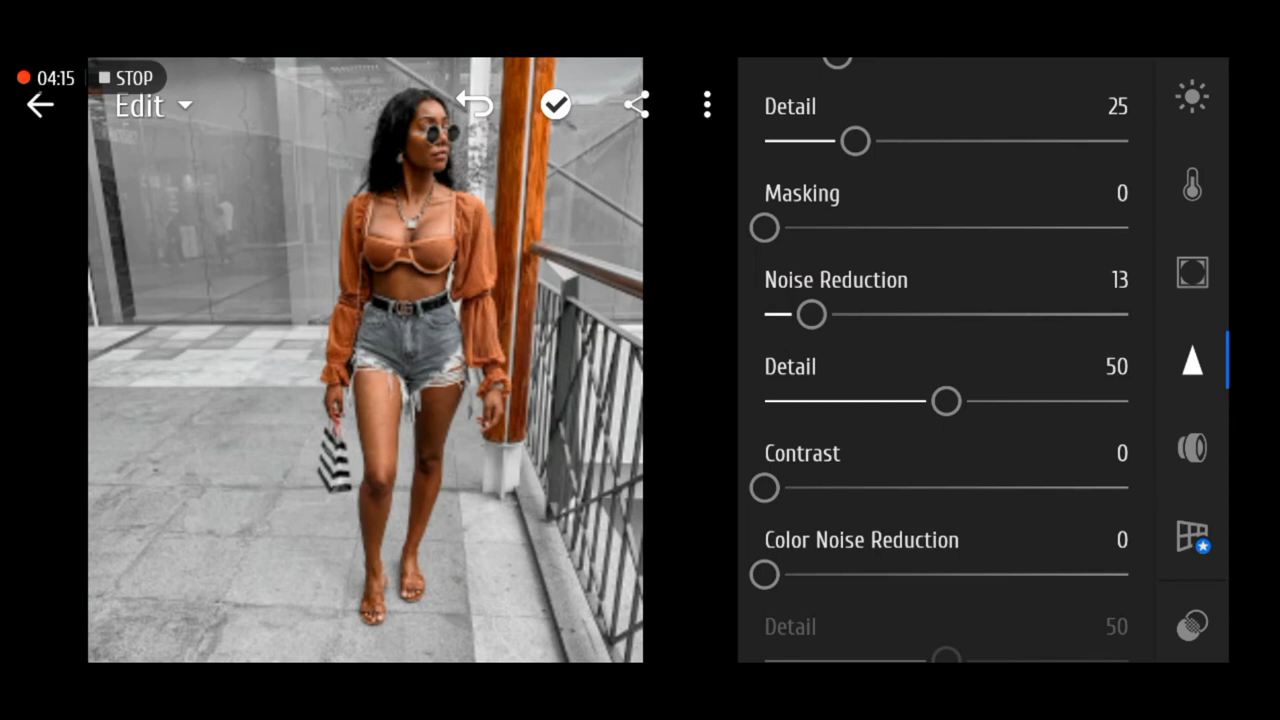 04:15
STOP
Edit
Detail 25
Masking 0
Noise Reduction 13
Detail 50
Contrast 0
Color Noise Reduction 0
Detail 50